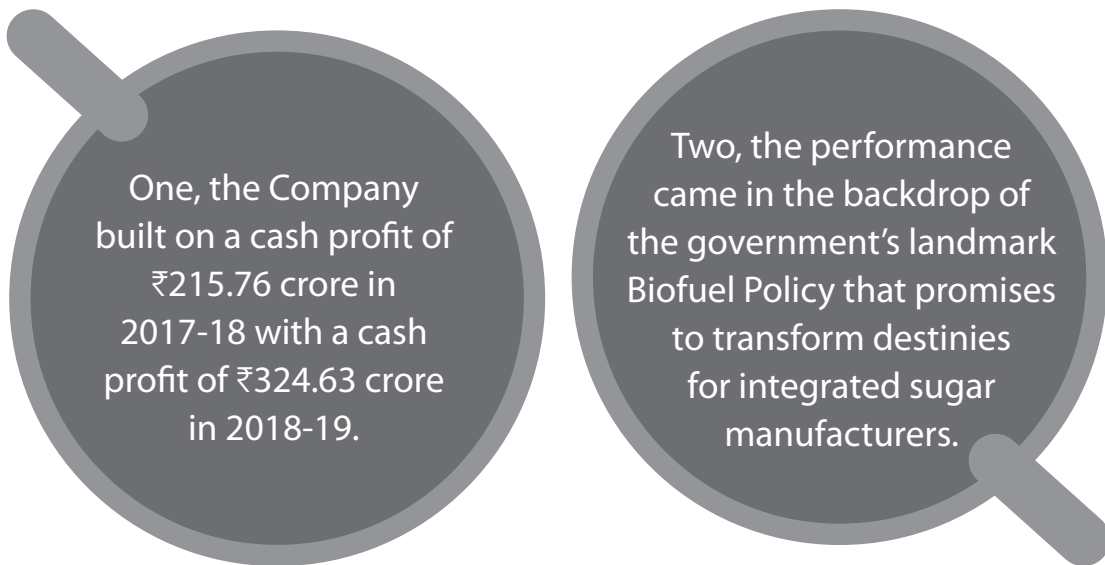 One, the Company
built on a cash profit of
₹215.76 crore in
2017-18 with a cash
profit of ₹324.63 crore
in 2018-19.
Two, the performance
came in the backdrop of
the government’s landmark
Biofuel Policy that promises
to transform destinies
for integrated sugar
manufacturers.